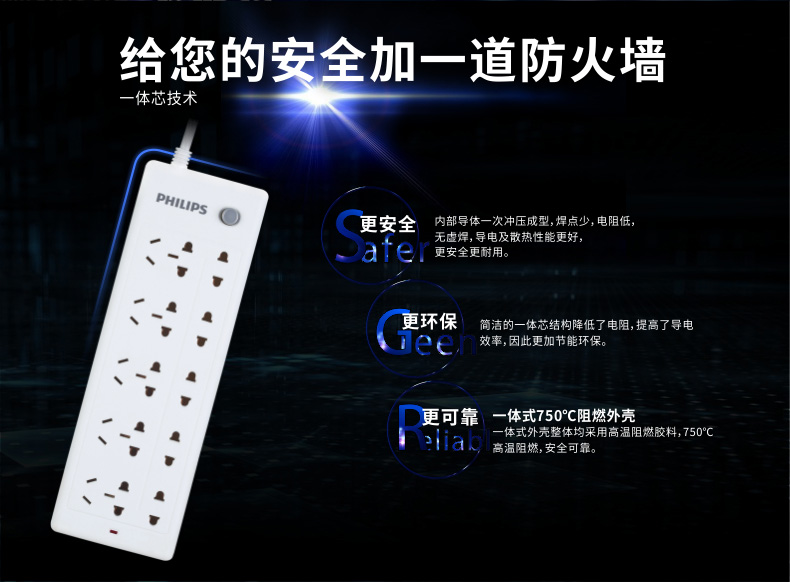 给您的安全加一道防火墙
一体芯技术
PHILIPS
更安全
Safer
内部导体一次冲压成型,焊点少,电阻低,
无虚焊,导电及散热性能更好,
更安全更耐用。
更环保
Geen
简洁的一体芯结构降低了电阻,提高了导电
效率,因此更加节能环保。
更可靠
Reliabl
一体式750℃阻燃外壳
一体式外壳整体均采用高温阻燃胶料,750℃
高温阻燃,安全可靠。